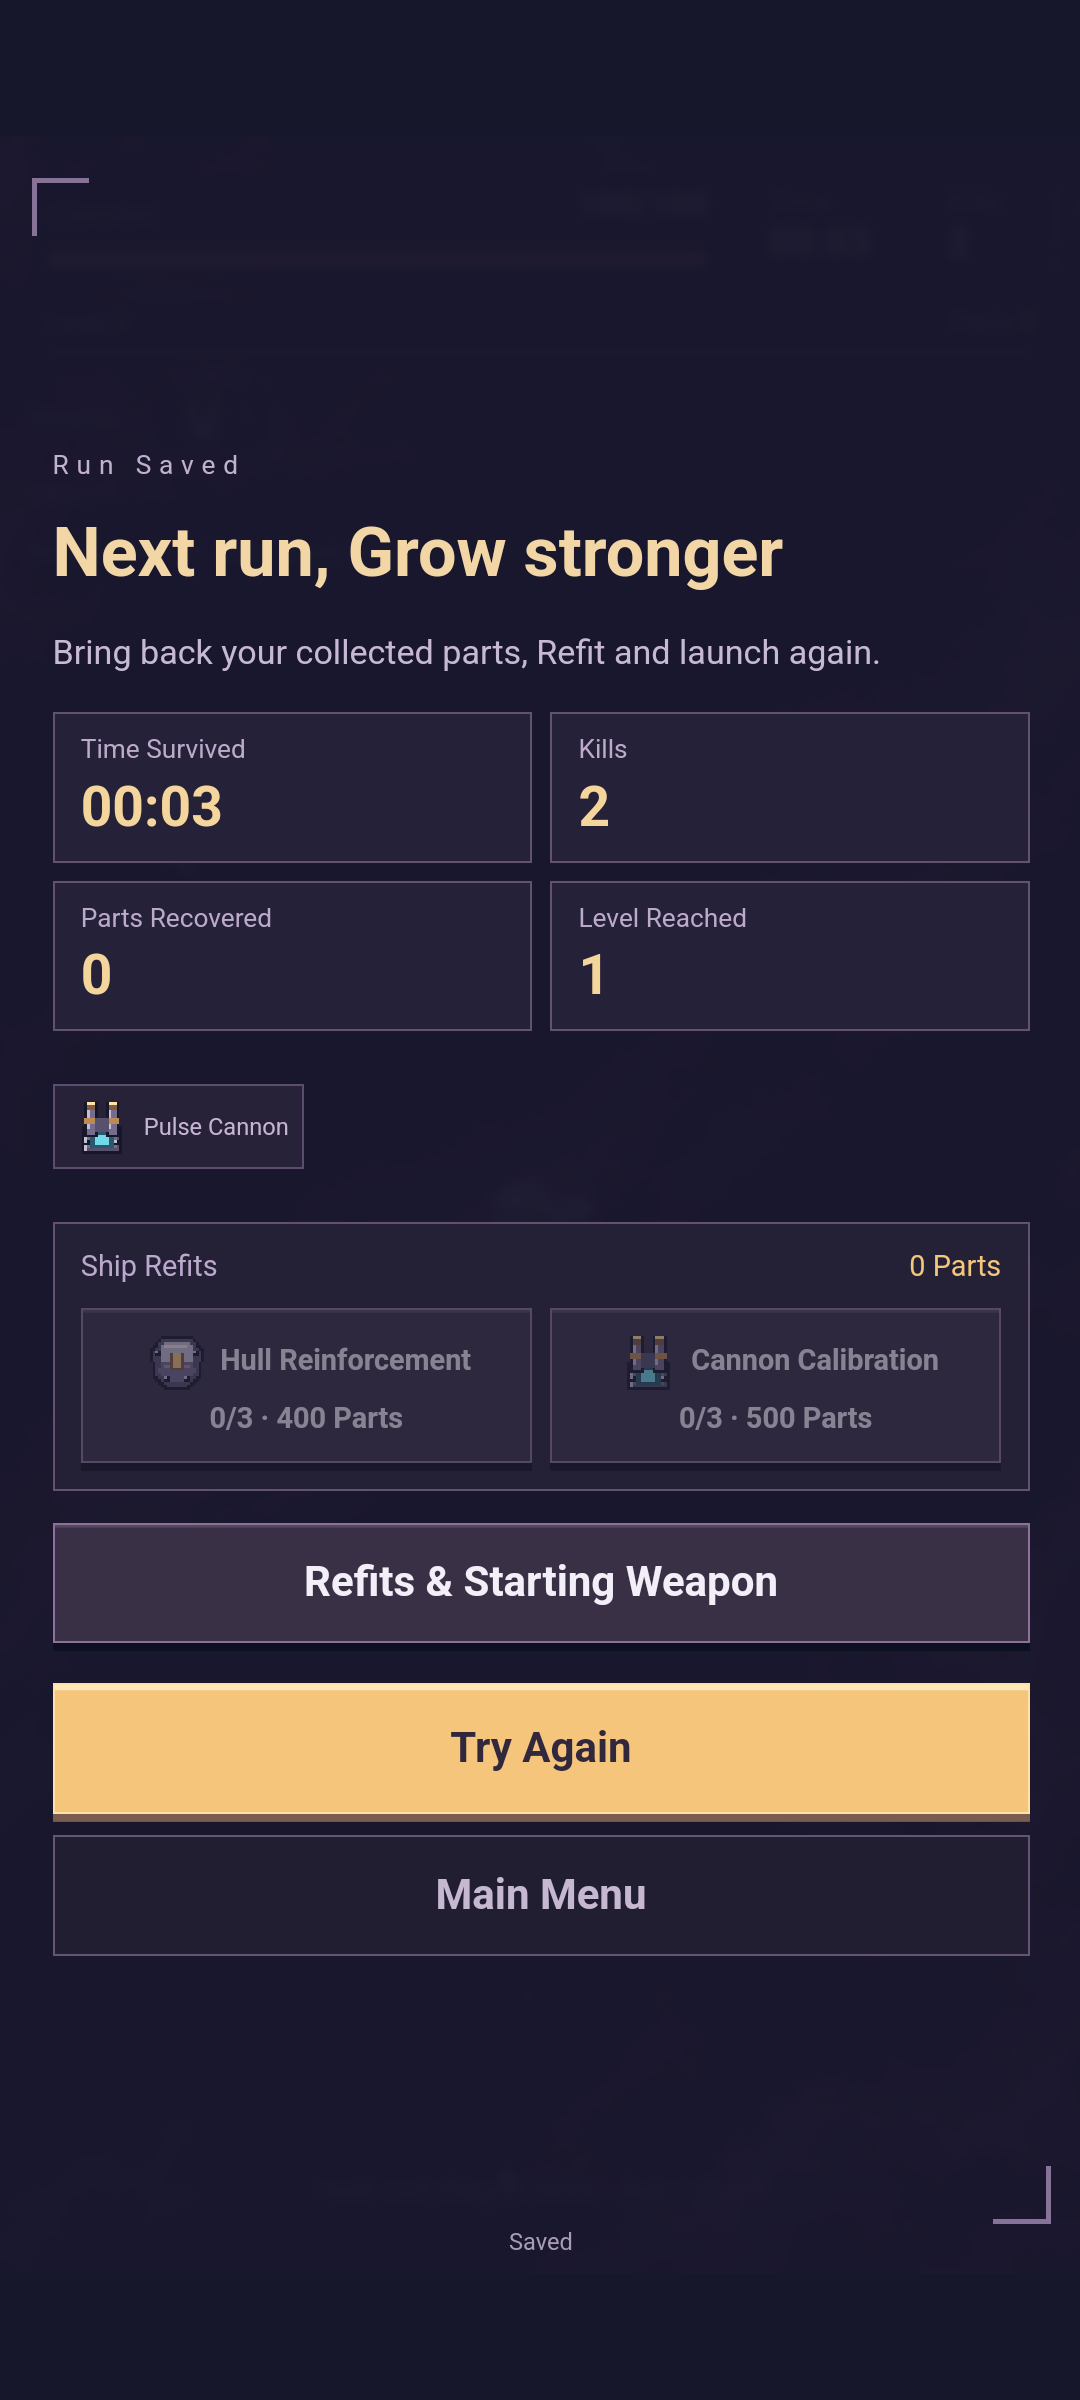 Run Saved
Next run, Grow stronger
Bring back your collected parts, Refit and launch again.
Time Survived
00:03
Kills
2
Parts Recovered
0
Level Reached
1
Pulse Cannon
Ship Refits
0 Parts
Hull Reinforcement
0/3 · 400 Parts
Cannon Calibration
0/3 · 500 Parts
Refits & Starting Weapon
Try Again
Main Menu
Saved